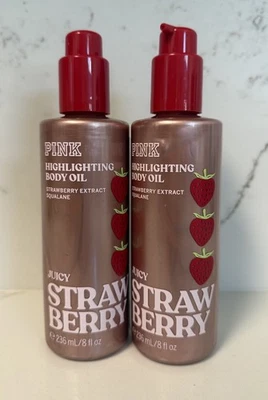 PINK
HIGHLIGHTING
BODY OIL
STRAWBERRY EXTRACT
SQUALANE
JUICY
STRAW
BERRY
℮ 236 mL/8 fl oz
PINK
HIGHLIGHTING
BODY OIL
STRAWBERRY EXTRACT
SQUALANE
JUICY
STRAW
BERRY
℮ 236 mL/8 fl oz